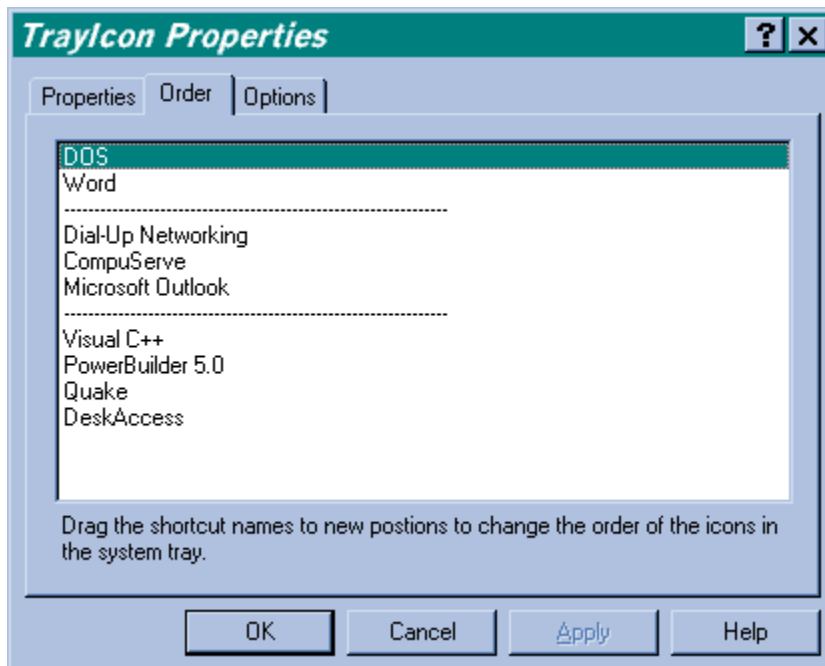 TrayIcon Properties
Properties Order Options
DOS
Word
----------------------------------------------------------------
Dial-Up Networking
CompuServe
Microsoft Outlook
----------------------------------------------------------------
Visual C++
PowerBuilder 5.0
Quake
DeskAccess
Drag the shortcut names to new postions to change the order of the icons in
the system tray.
OK Cancel Apply Help